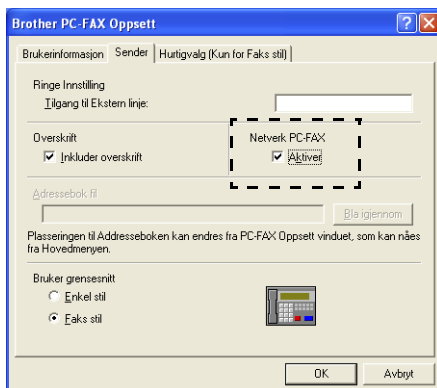 Brother PC-FAX Oppsett
Brukerinformasjon Sender Hurtigvalg (Kun for Faks stil)
Ringe Innstilling
Tilgang til Ekstern linje:
Overskrift Netverk PC-FAX
Inkluder overskrift Aktiver
Adressebok fil
Bla igjennom
Plasseringen til Addresseboken kan endres fra PC-FAX Oppsett vinduet, som kan nåes
fra Hovedmenyen.
Bruker grensesnitt
Enkel stil
Faks stil
OK Avbryt